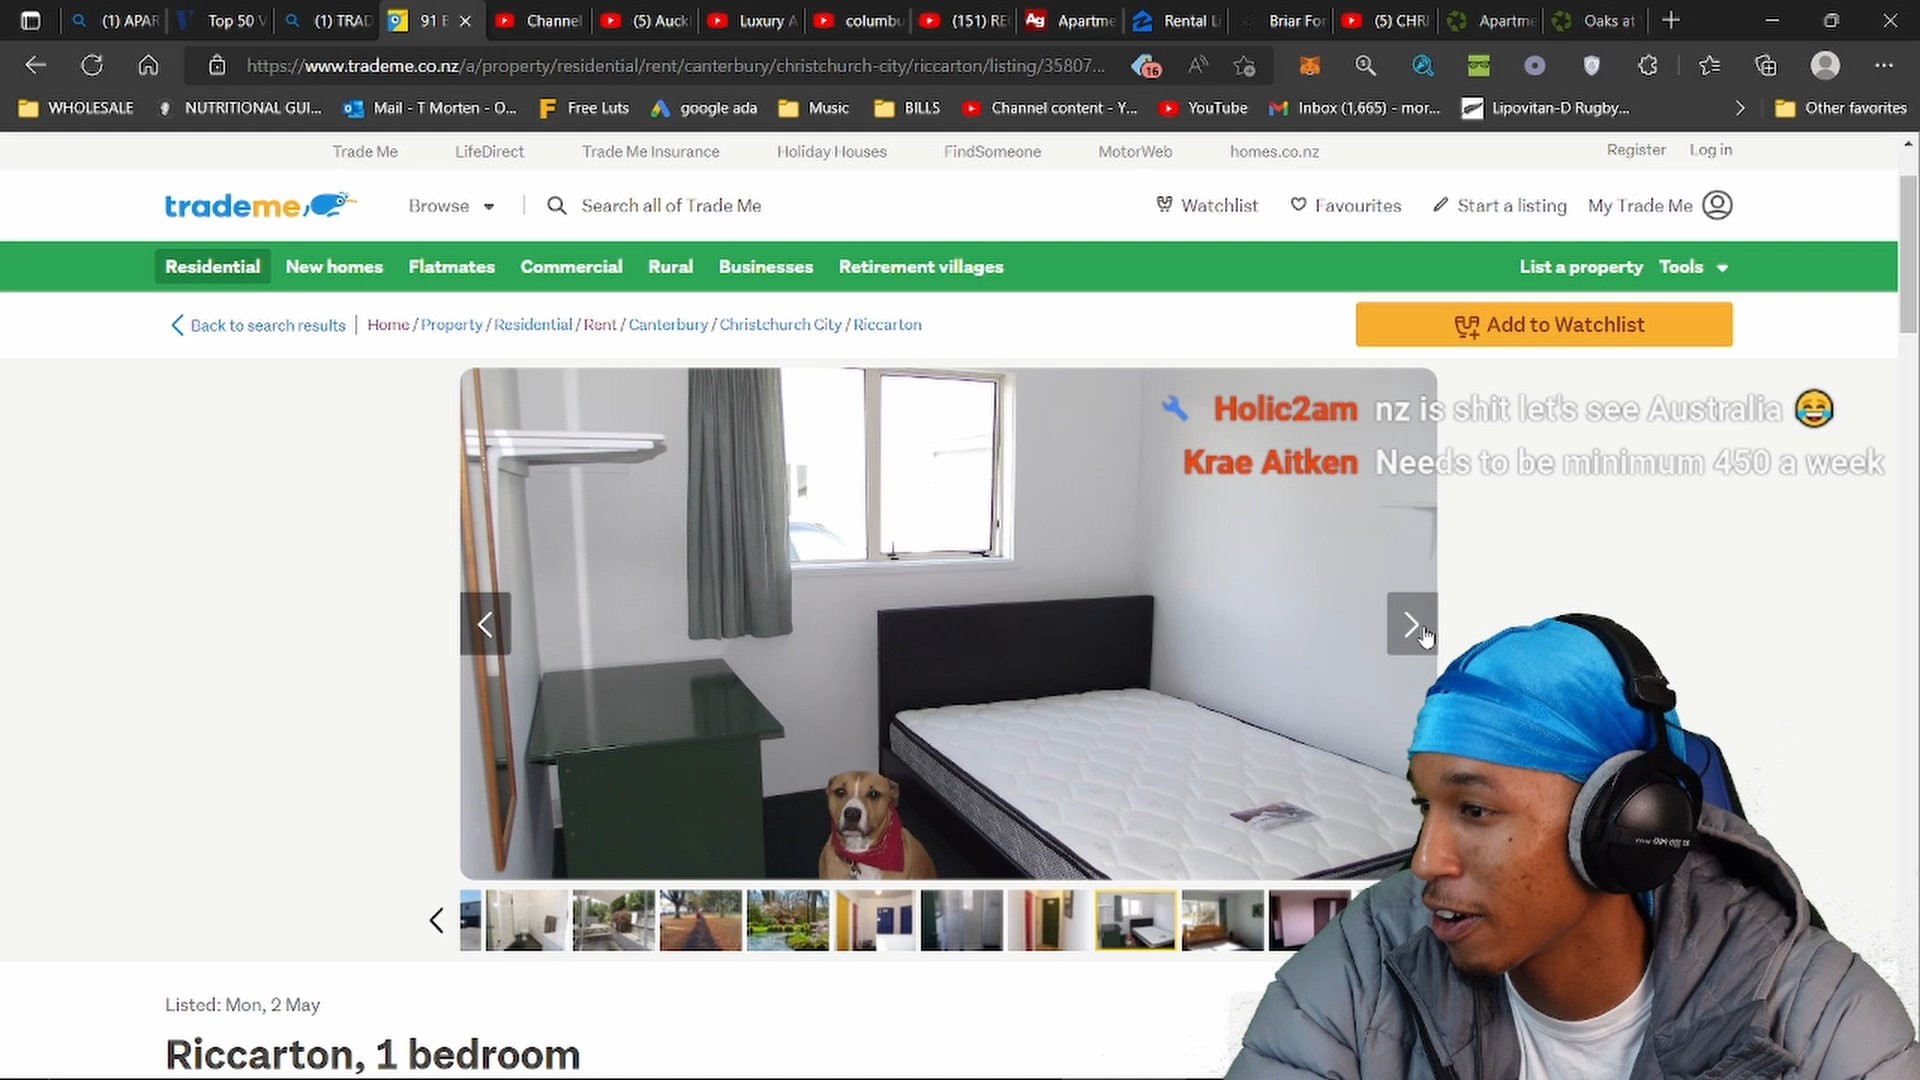 (1) APAR
Top 50 V
(1) TRAD
91 B
Channel
(5) Auck
Luxury A
columbu
(151) RE
Apartme
Rental Li
Briar For
(5) CHRI
Apartme
Oaks at
https://www.trademe.co.nz/a/property/residential/rent/canterbury/christchurch-city/riccarton/listing/35807...
16
WHOLESALE
NUTRITIONAL GUI...
Mail - T Morten - O...
Free Luts
google ada
Music
BILLS
Channel content - Y...
YouTube
Inbox (1,665) - mor...
Lipovitan-D Rugby...
Other favorites
Trade Me
LifeDirect
Trade Me Insurance
Holiday Houses
FindSomeone
MotorWeb
homes.co.nz
Register
Log in
trademe
Browse
Search all of Trade Me
Watchlist
Favourites
Start a listing
My Trade Me
Residential
New homes
Flatmates
Commercial
Rural
Businesses
Retirement villages
List a property
Tools
Back to search results
Home / Property / Residential / Rent / Canterbury / Christchurch City / Riccarton
Add to Watchlist
Holic2am nz is shit let's see Australia 😂
Krae Aitken Needs to be minimum 450 a week
Listed: Mon, 2 May
Riccarton, 1 bedroom